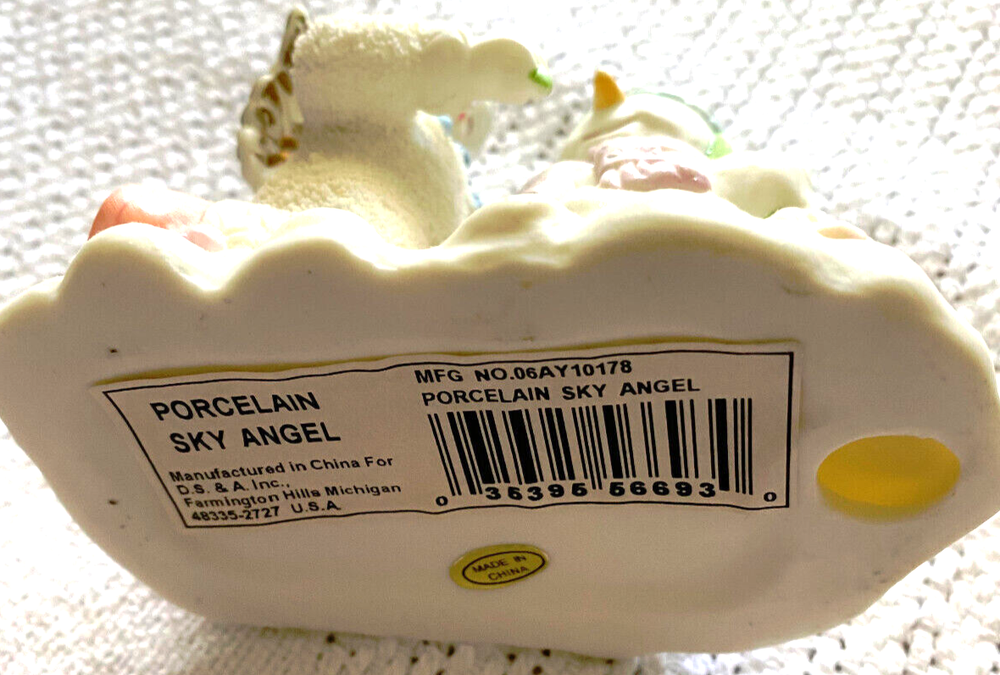 PORCELAIN
SKY ANGEL
Manufactured in China For
D.S. & A. Inc.,
Farmington Hills Michigan
48335-2727 U.S.A.
MFG NO.06AY10178
PORCELAIN SKY ANGEL
0 36395 56693 0
MADE IN
CHINA